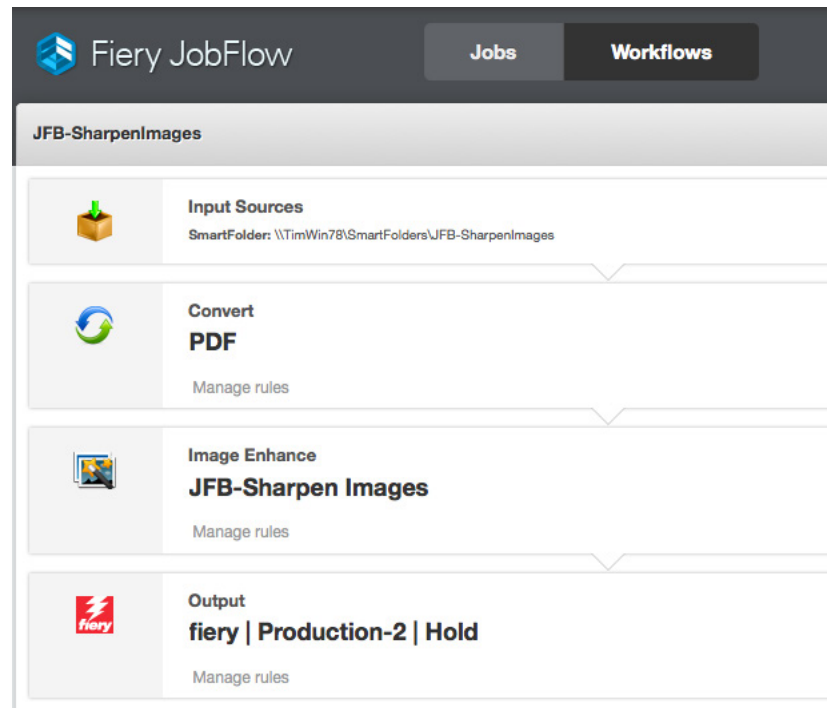 Fiery JobFlow
Jobs
Workflows
JFB-SharpenImages
Input Sources
SmartFolder: \\TimWin78\SmartFolders\JFB-SharpenImages
Convert
PDF
Manage rules
Image Enhance
JFB-Sharpen Images
Manage rules
fiery
Output
fiery | Production-2 | Hold
Manage rules